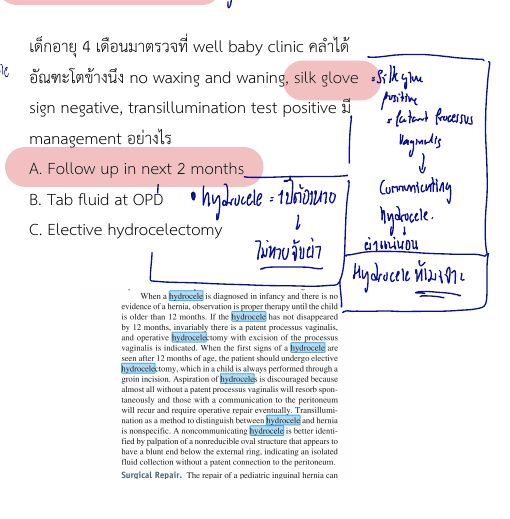 เด็กอายุ 4 เดือนมาตรวจที่ well baby clinic คลำได้
อัณฑะโตข้างนึง no waxing and waning, silk glove
sign negative, transillumination test positive มี
management อย่างไร
A. Follow up in next 2 months
B. Tab fluid at OPD
C. Elective hydrocelectomy
• hydrocele = 1ปีต้องหาย
↓
ไม่หายจับผ่า
= Silk glove
positive
= patent processus
vaginalis
↓
Communicating
hydrocele.
↓
ผ่าแน่นอน
Hydrocele ห้ามเจาะ
When a hydrocele is diagnosed in infancy and there is no
evidence of a hernia, observation is proper therapy until the child
is older than 12 months. If the hydrocele has not disappeared
by 12 months, invariably there is a patent processus vaginalis,
and operative hydrocelectomy with excision of the processus
vaginalis is indicated. When the first signs of a hydrocele are
seen after 12 months of age, the patient should undergo elective
hydrocelectomy, which in a child is always performed through a
groin incision. Aspiration of hydroceles is discouraged because
almost all without a patent processus vaginalis will resorb spon-
taneously and those with a communication to the peritoneum
will recur and require operative repair eventually. Transillumi-
nation as a method to distinguish between hydrocele and hernia
is nonspecific. A noncommunicating hydrocele is better identi-
fied by palpation of a nonreducible oval structure that appears to
have a blunt end below the external ring, indicating an isolated
fluid collection without a patent connection to the peritoneum.
Surgical Repair. The repair of a pediatric inguinal hernia can